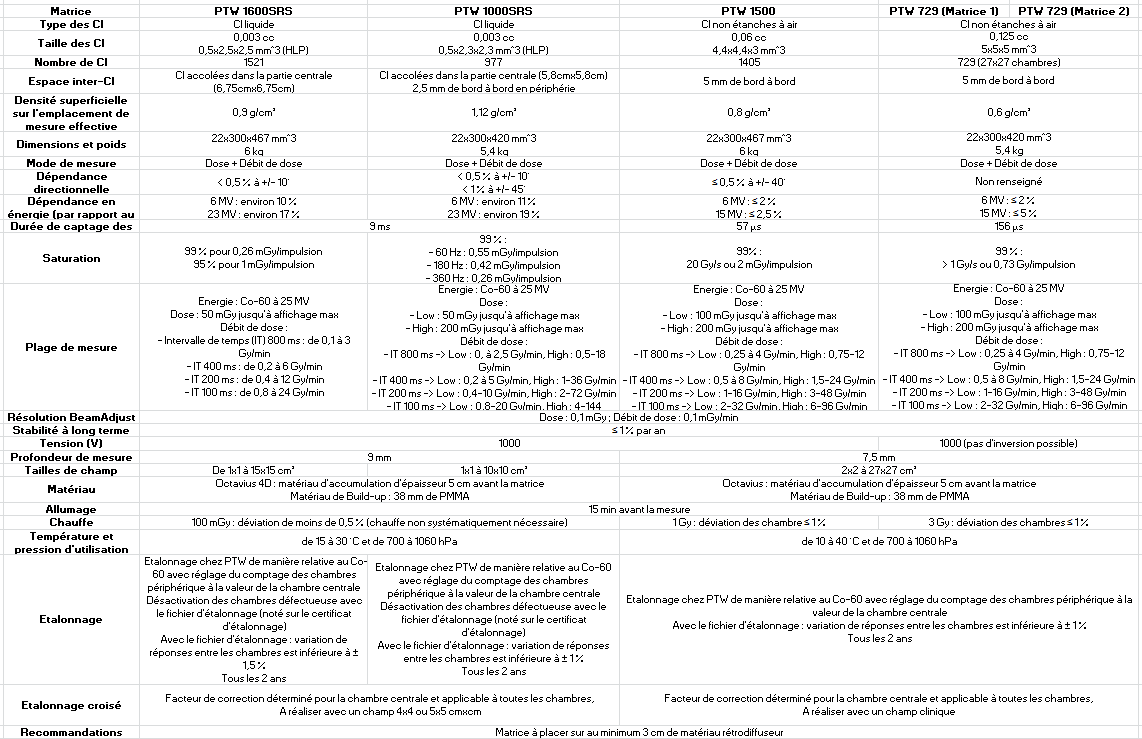 Matrice PTW 1600SRS PTW 1000SRS PTW 1500 PTW 729 (Matrice 1) PTW 729 (Matrice 2)
Type des CI CI liquide CI liquide CI non étanches à air CI non étanches à air
Taille des CI
0,003 cc
0,5x2,5x2,5 mm^3 (HLP)
0,003 cc
0,5x2,3x2,3 mm^3 (HLP)
0,06 cc
4,4x4,4x3 mm^3
0,125 cc
5x5x5 mm^3
Nombre de CI 1521 977 1405 729 (27x27 chambres)
Espace inter-CI
CI accolées dans la partie centrale
(6,75cmx6,75cm)
CI accolées dans la partie centrale (5,8cmx5,8cm)
2,5 mm de bord à bord en périphérie
5 mm de bord à bord
5 mm de bord à bord
Densité superficielle
sur l'emplacement de
mesure effective
0,9 g/cm²
1,12 g/cm²
0,8 g/cm²
0,6 g/cm²
Dimensions et poids
22x300x467 mm^3
6 kg
22x300x420 mm^3
5,4 kg
22x300x467 mm^3
6 kg
22x300x420 mm^3
5,4 kg
Mode de mesure Dose + Débit de dose Dose + Débit de dose Dose + Débit de dose Dose + Débit de dose
Dépendance
directionnelle
< 0,5 % à +/- 10°
< 0,5 % à +/- 10°
< 1 % à +/- 45°
≤ 0,5 % à +/- 40°
Non renseigné
Dépendance en
énergie (par rapport au
6 MV : environ 10 %
23 MV : environ 17 %
6 MV : environ 11 %
23 MV : environ 19 %
6 MV : ≤ 2 %
15 MV : ≤ 2,5 %
6 MV : ≤ 2 %
15 MV : ≤ 5 %
Durée de captage des 9 ms 57 µs 156 µs
Saturation
99 % pour 0,26 mGy/impulsion
95 % pour 1 mGy/impulsion
99 % :
- 60 Hz : 0,55 mGy/impulsion
- 180 Hz : 0,42 mGy/impulsion
- 360 Hz : 0,26 mGy/impulsion
99% :
20 Gy/s ou 2 mGy/impulsion
99% :
> 1 Gy/s ou 0,73 Gy/impulsion
Plage de mesure
Energie : Co-60 à 25 MV
Dose : 50 mGy jusqu'à affichage max
Débit de dose :
- Intervalle de temps (IT) 800 ms : de 0,1 à 3
Gy/min
- IT 400 ms : de 0,2 à 6 Gy/min
- IT 200 ms : de 0,4 à 12 Gy/min
- IT 100 ms : de 0,8 à 24 Gy/min
Energie : Co-60 à 25 MV
Dose :
- Low : 50 mGy jusqu'à affichage max
- High : 200 mGy jusqu'à affichage max
Débit de dose :
- IT 800 ms -> Low : 0, à 2,5 Gy/min, High : 0,5-18
Gy/min
- IT 400 ms -> Low : 0,2 à 5 Gy/min, High : 1-36 Gy/min
- IT 200 ms -> Low : 0,4-10 Gy/min, High : 2-72 Gy/min
- IT 100 ms -> Low : 0,8-20 Gy/min, High : 4-144
Energie : Co-60 à 25 MV
Dose :
- Low : 100 mGy jusqu'à affichage max
- High : 200 mGy jusqu'à affichage max
Débit de dose :
- IT 800 ms -> Low : 0,25 à 4 Gy/min, High : 0,75-12
Gy/min
- IT 400 ms -> Low : 0,5 à 8 Gy/min, High : 1,5-24 Gy/min
- IT 200 ms -> Low : 1-16 Gy/min, High : 3-48 Gy/min
- IT 100 ms -> Low : 2-32 Gy/min, High : 6-96 Gy/min
Energie : Co-60 à 25 MV
Dose :
- Low : 100 mGy jusqu'à affichage max
- High : 200 mGy jusqu'à affichage max
Débit de dose :
- IT 800 ms -> Low : 0,25 à 4 Gy/min, High : 0,75-12
Gy/min
- IT 400 ms -> Low : 0,5 à 8 Gy/min, High : 1,5-24 Gy/min
- IT 200 ms -> Low : 1-16 Gy/min, High : 3-48 Gy/min
- IT 100 ms -> Low : 2-32 Gy/min, High : 6-96 Gy/min
Résolution BeamAdjust Dose : 0,1 mGy ; Débit de dose : 0,1 mGy/min
Stabilité à long terme ≤ 1 % par an
Tension (V) 1000 1000 (pas d'inversion possible)
Profondeur de mesure 9 mm 7,5 mm
Tailles de champ De 1x1 à 15x15 cm² 1x1 à 10x10 cm² 2x2 à 27x27 cm²
Matériau
Octavius 4D : matériau d'accumulation d'épaisseur 5 cm avant la matrice
Matériau de Build-up : 38 mm de PMMA
Octavius : matériau d'accumulation d'épaisseur 5 cm avant la matrice
Matériau de Build-up : 38 mm de PMMA
Allumage 15 min avant la mesure
Chauffe 100 mGy : déviation de moins de 0,5 % (chauffe non systématiquement nécessaire) 1 Gy : déviation des chambre ≤ 1 % 3 Gy : déviation des chambres ≤ 1 %
Température et
pression d'utilisation
de 15 à 30 °C et de 700 à 1060 hPa
de 10 à 40 °C et de 700 à 1060 hPa
Etalonnage
Etalonnage chez PTW de manière relative au Co-
60 avec réglage du comptage des chambres
périphérique à la valeur de la chambre centrale
Désactivation des chambres défectueuse avec
le fichier d'étalonnage (noté sur le certificat
d'étalonnage)
Avec le fichier d'étalonnage : variation de
réponses entre les chambres est inférieure à ±
1,5 %
Tous les 2 ans
Etalonnage chez PTW de manière relative au Co-60
avec réglage du comptage des chambres
périphérique à la valeur de la chambre centrale
Désactivation des chambres défectueuse avec le
fichier d'étalonnage (noté sur le certificat
d'étalonnage)
Avec le fichier d'étalonnage : variation de réponses
entre les chambres est inférieure à ± 1%
Tous les 2 ans
Etalonnage chez PTW de manière relative au Co-60 avec réglage du comptage des chambres périphérique à la
valeur de la chambre centrale
Avec le fichier d'étalonnage : variation de réponses entre les chambres est inférieure à ± 1%
Tous les 2 ans
Etalonnage croisé
Facteur de correction déterminé pour la chambre centrale et applicable à toutes les chambres,
A réaliser avec un champ 4x4 ou 5x5 cmxcm
Facteur de correction déterminé pour la chambre centrale et applicable à toutes les chambres,
A réaliser avec un champ clinique
Recommandations Matrice à placer sur au minimum 3 cm de matériau rétrodiffuseur